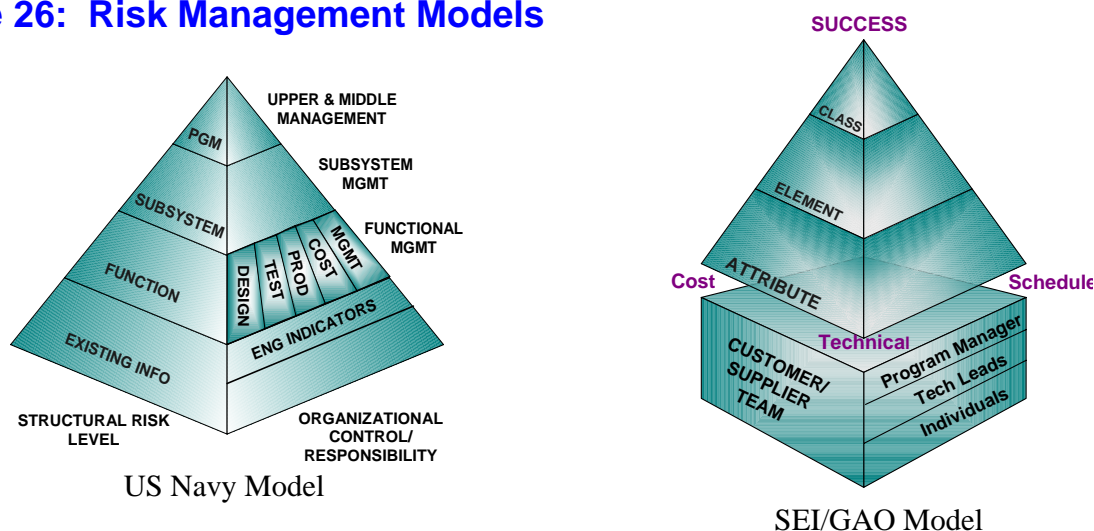 e 26: Risk Management Models
PGM
SUBSYSTEM
FUNCTION
EXISTING INFO
UPPER & MIDDLE
MANAGEMENT
SUBSYSTEM
MGMT
FUNCTIONAL
MGMT
DESIGN
TEST
PROD
COST
MGMT
ENG INDICATORS
STRUCTURAL RISK
LEVEL
ORGANIZATIONAL
CONTROL/
RESPONSIBILITY
US Navy Model
SUCCESS
CLASS
ELEMENT
ATTRIBUTE
Cost
Schedule
Technical
CUSTOMER/
SUPPLIER
TEAM
Program Manager
Tech Leads
Individuals
SEI/GAO Model